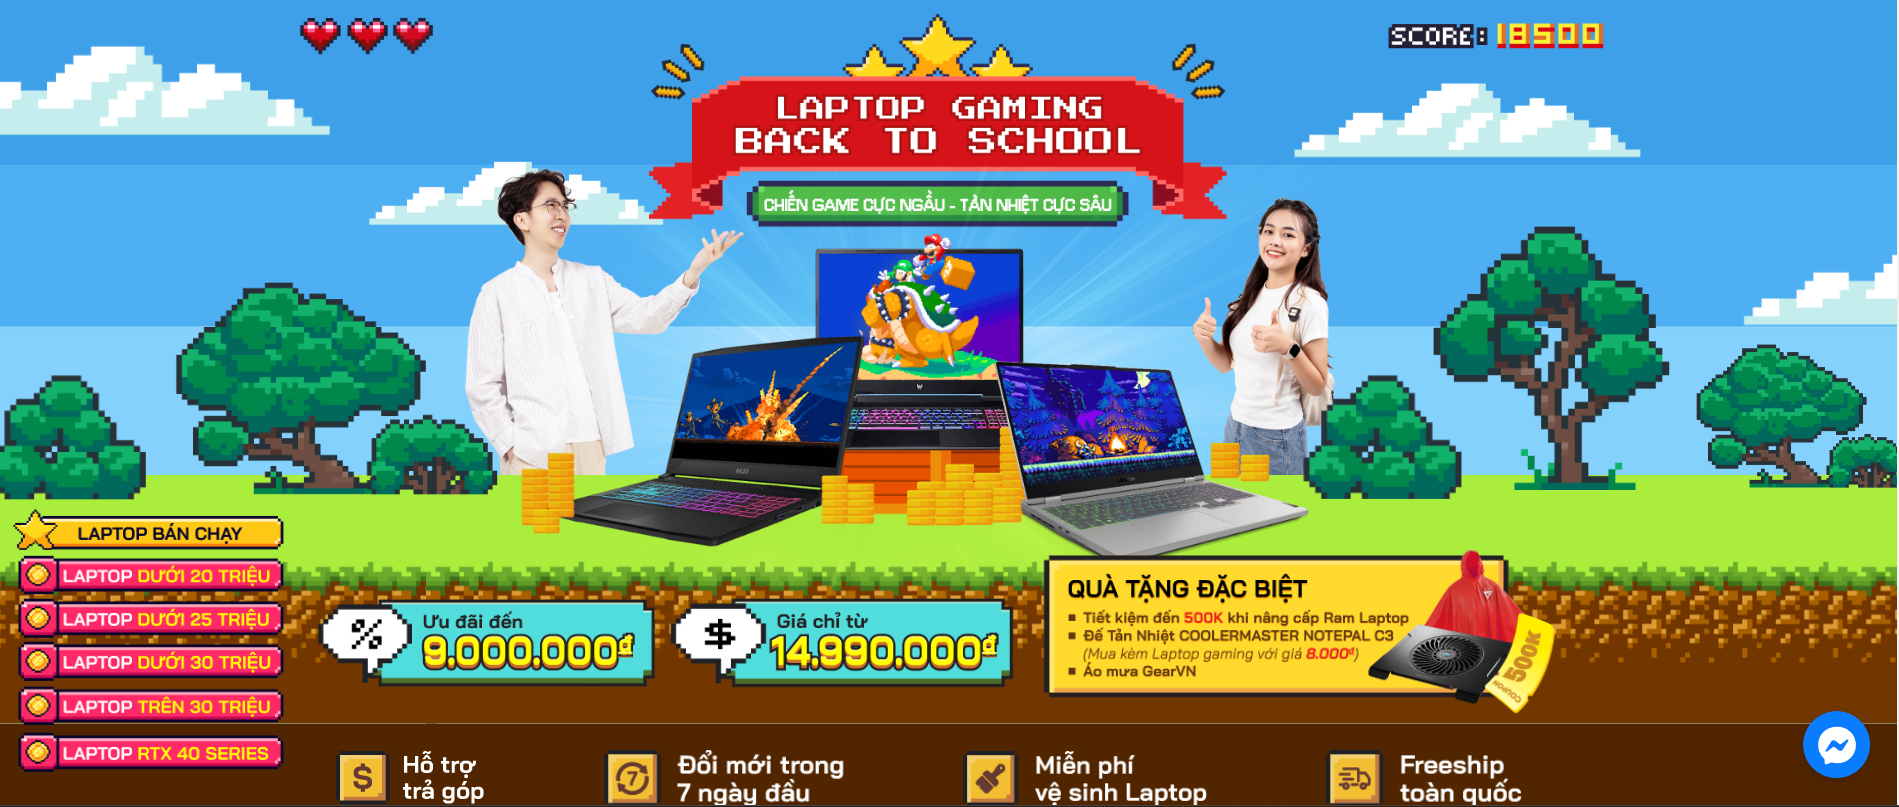 SCORE: 18500
LAPTOP GAMING
BACK TO SCHOOL
CHIẾN GAME CỰC NGẦU - TẢN NHIỆT CỰC SÂU
LAPTOP BÁN CHẠY
LAPTOP DƯỚI 20 TRIỆU
LAPTOP DƯỚI 25 TRIỆU
LAPTOP DƯỚI 30 TRIỆU
LAPTOP TRÊN 30 TRIỆU
LAPTOP RTX 40 SERIES
%
Ưu đãi đến
9.000.000đ
$
Giá chỉ từ
14.990.000đ
QUÀ TẶNG ĐẶC BIỆT
▪ Tiết kiệm đến 500K khi nâng cấp Ram Laptop
▪ Đế Tản Nhiệt COOLERMASTER NOTEPAL C3
(Mua kèm Laptop gaming với giá 8.000đ)
▪ Áo mưa GearVN
500K
COUPON
$
Hỗ trợ
trả góp
7
Đổi mới trong
7 ngày đầu
Miễn phí
vệ sinh Laptop
Freeship
toàn quốc